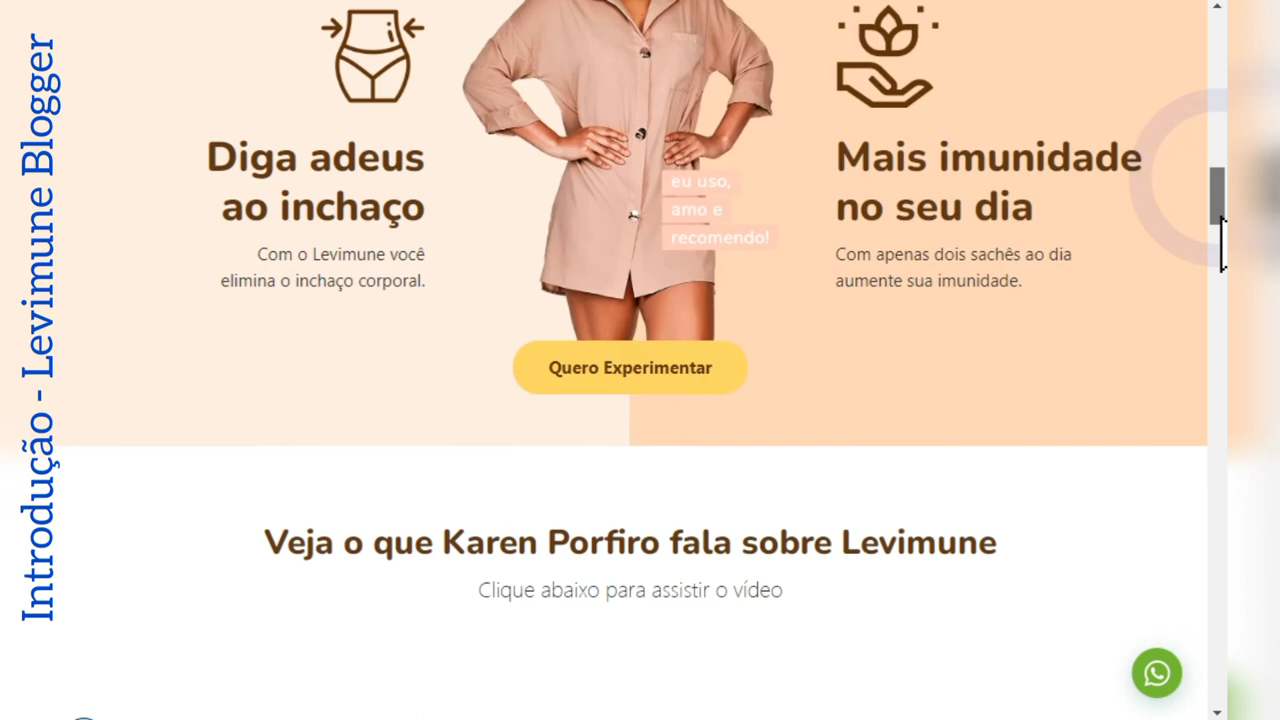 Introdução - Levimune Blogger
Diga adeus
ao inchaço
Com o Levimune você
elimina o inchaço corporal.
eu uso,
amo e
recomendo!
Mais imunidade
no seu dia
Com apenas dois sachês ao dia
aumente sua imunidade.
Quero Experimentar
Veja o que Karen Porfiro fala sobre Levimune
Clique abaixo para assistir o vídeo